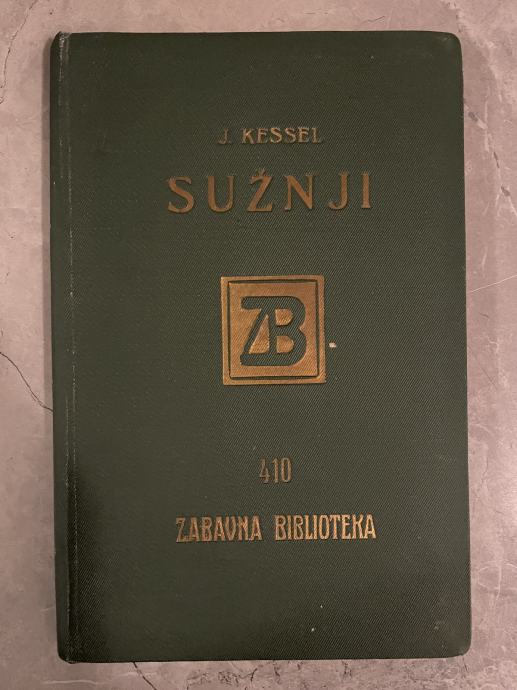 J. KESSEL
SUŽNJI
ZB
410
ZABAVNA BIBLIOTEKA